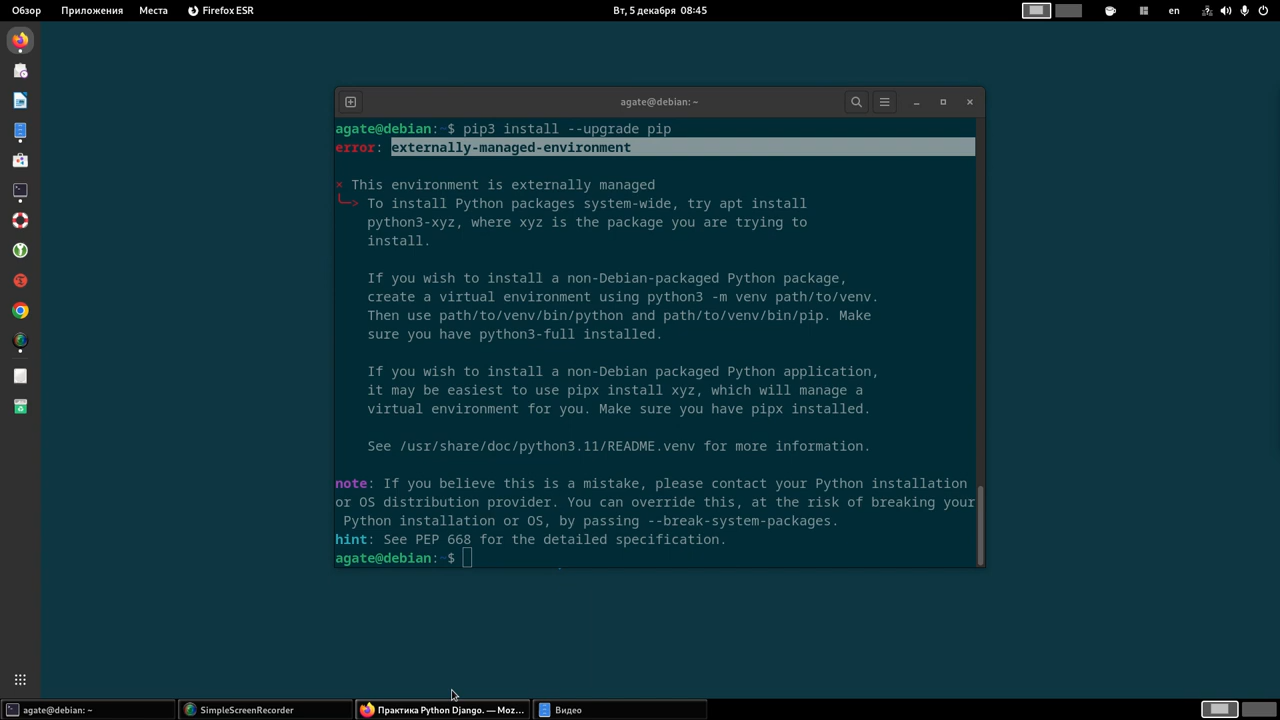 Обзор Приложения Места Firefox ESR Вт, 5 декабря 08:45 en
agate@debian: ~
agate@debian:~$ pip3 install --upgrade pip
error: externally-managed-environment
× This environment is externally managed
╰─> To install Python packages system-wide, try apt install
python3-xyz, where xyz is the package you are trying to
install.
If you wish to install a non-Debian-packaged Python package,
create a virtual environment using python3 -m venv path/to/venv.
Then use path/to/venv/bin/python and path/to/venv/bin/pip. Make
sure you have python3-full installed.
If you wish to install a non-Debian packaged Python application,
it may be easiest to use pipx install xyz, which will manage a
virtual environment for you. Make sure you have pipx installed.
See /usr/share/doc/python3.11/README.venv for more information.
note: If you believe this is a mistake, please contact your Python installation
or OS distribution provider. You can override this, at the risk of breaking your
Python installation or OS, by passing --break-system-packages.
hint: See PEP 668 for the detailed specification.
agate@debian:~$
agate@debian: ~ SimpleScreenRecorder Практика Python Django. — Moz... Видео